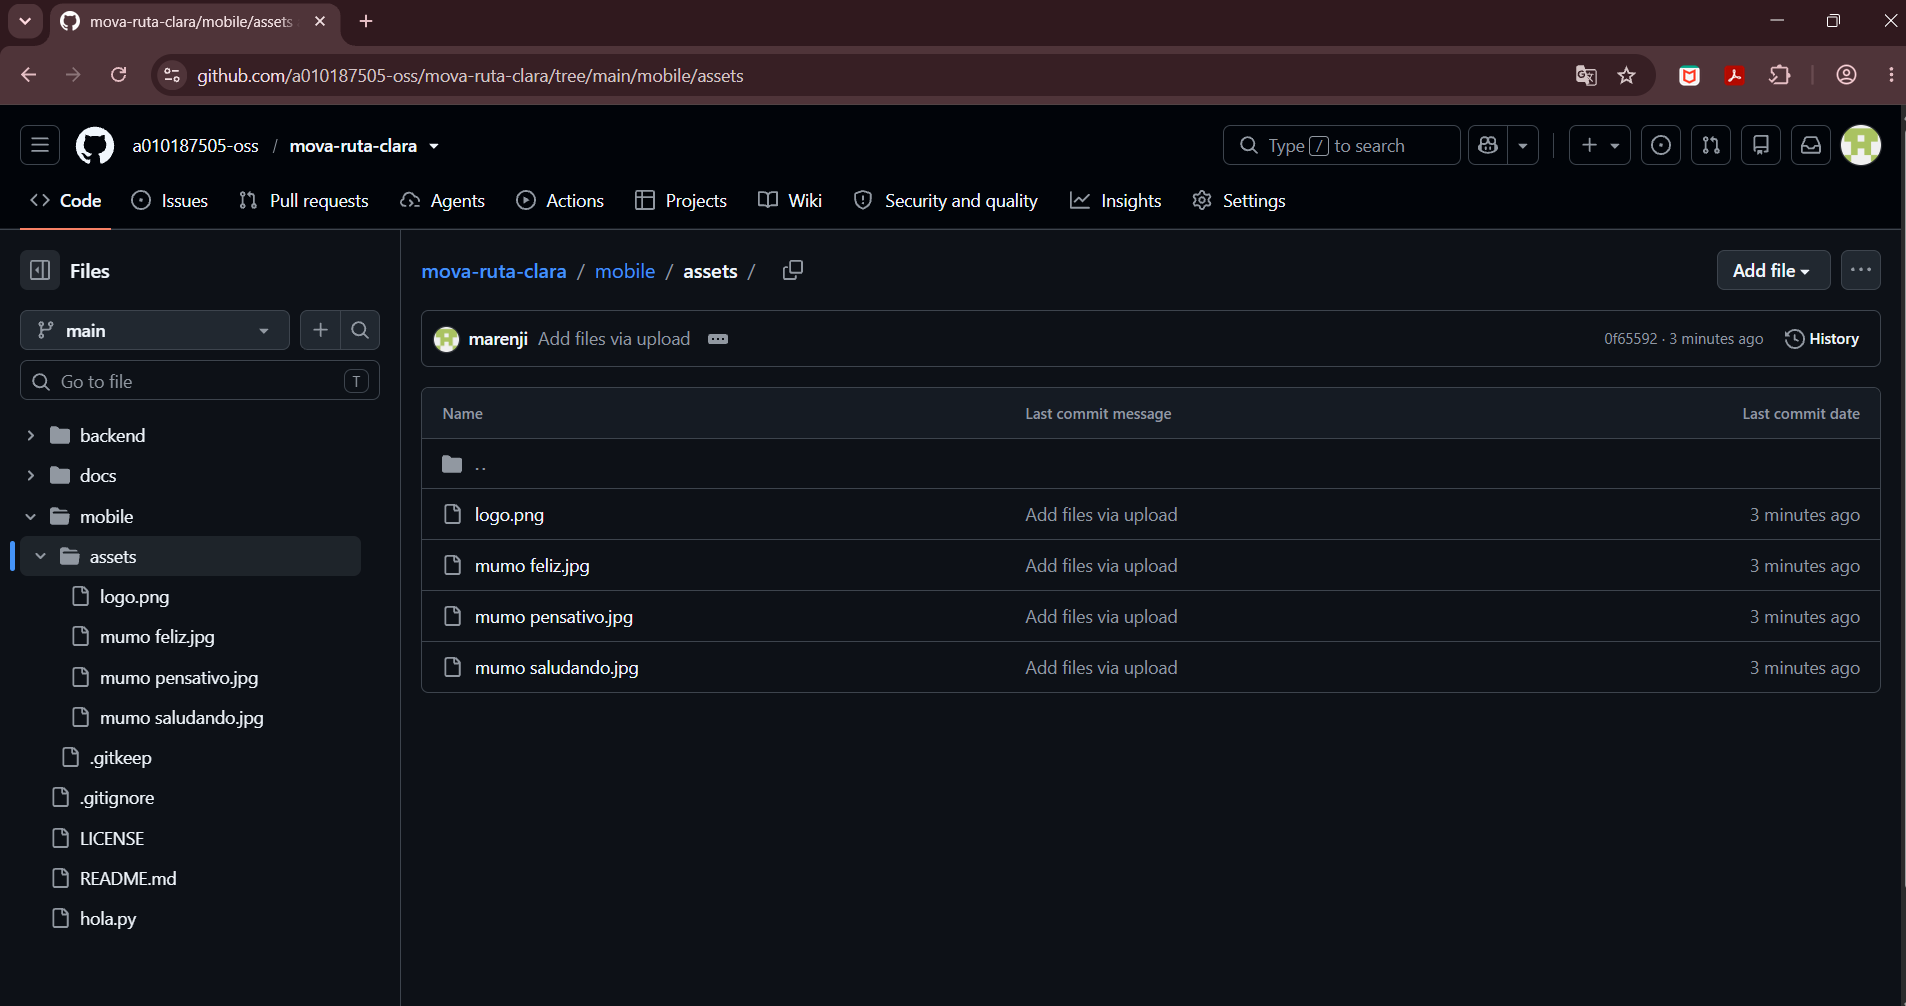 mova-ruta-clara/mobile/assets
github.com/a010187505-oss/mova-ruta-clara/tree/main/mobile/assets
a010187505-oss / mova-ruta-clara
Type / to search
Code Issues Pull requests Agents Actions Projects Wiki Security and quality Insights Settings
Files
main
Go to file T
backend
docs
mobile
assets
logo.png
mumo feliz.jpg
mumo pensativo.jpg
mumo saludando.jpg
.gitkeep
.gitignore
LICENSE
README.md
hola.py
mova-ruta-clara / mobile / assets /
Add file
marenji Add files via upload
0f65592 · 3 minutes ago History
Name Last commit message Last commit date
..
logo.png Add files via upload 3 minutes ago
mumo feliz.jpg Add files via upload 3 minutes ago
mumo pensativo.jpg Add files via upload 3 minutes ago
mumo saludando.jpg Add files via upload 3 minutes ago